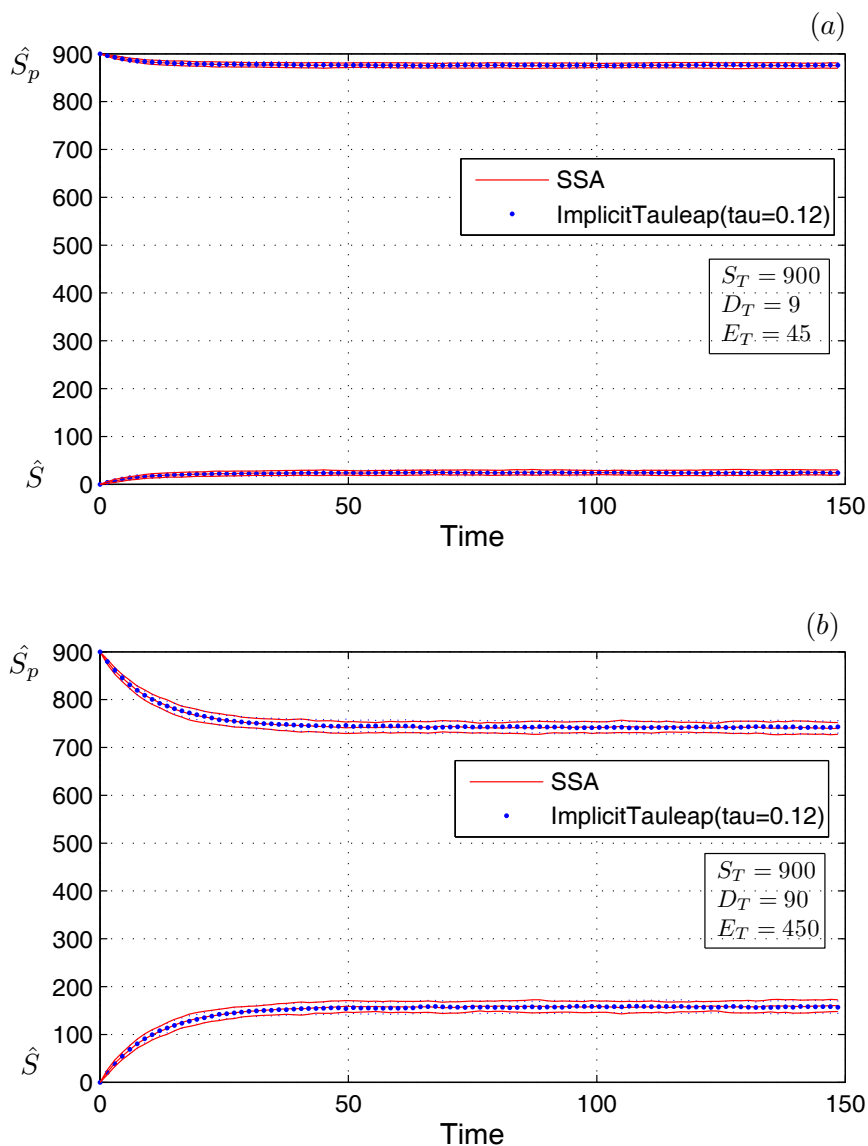 (a)
900
Ŝ_p
800
700
600
500
400
300
200
100
Ŝ
0
SSA
ImplicitTauleap(tau=0.12)
S_T = 900
D_T = 9
E_T = 45
0 50 100 150
Time
(b)
900
Ŝ_p
800
700
600
500
400
300
200
100
Ŝ
0
SSA
ImplicitTauleap(tau=0.12)
S_T = 900
D_T = 90
E_T = 450
0 50 100 150
Time